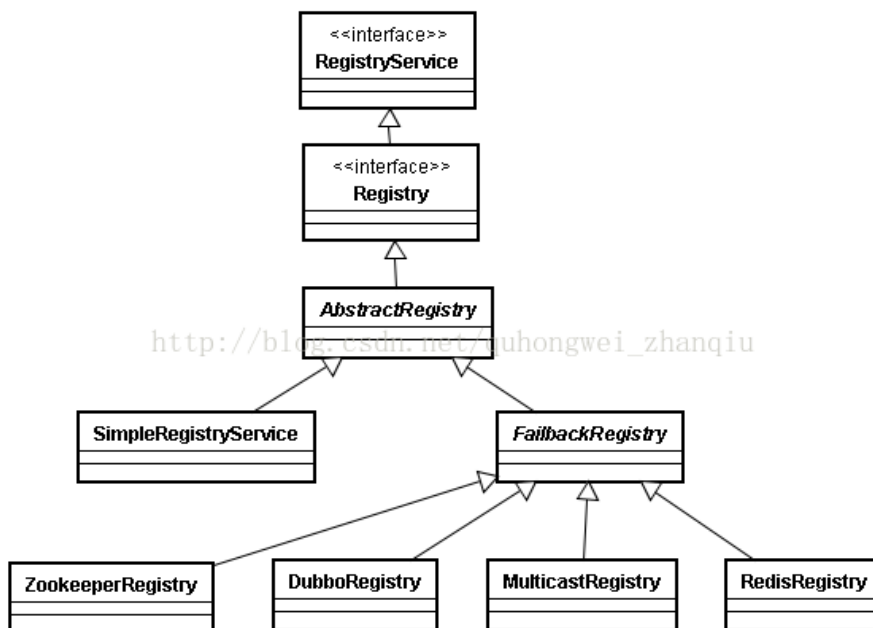 <<interface>>
RegistryService
<<interface>>
Registry
AbstractRegistry
http://blog.csdn.net/quhongwei_zhanqiu
SimpleRegistryService
FailbackRegistry
ZookeeperRegistry
DubboRegistry
MulticastRegistry
RedisRegistry